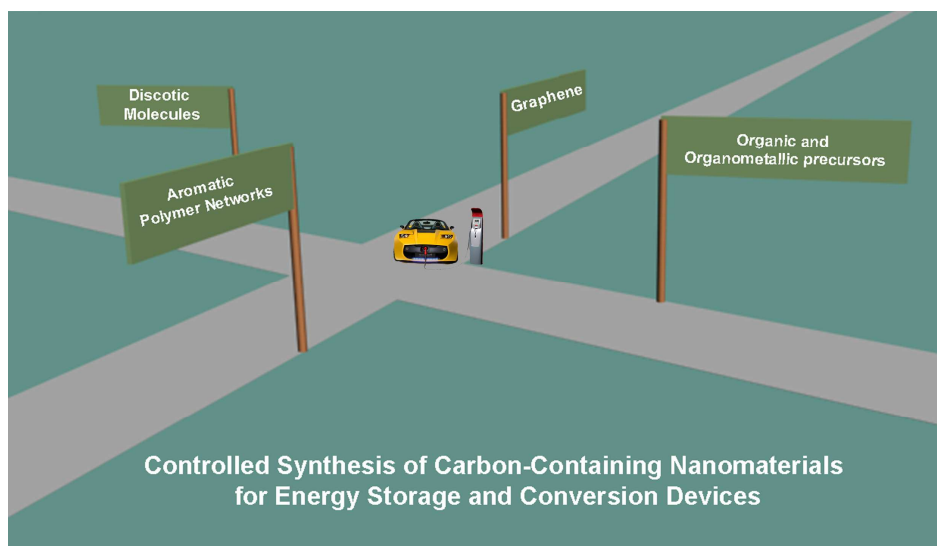 Discotic
Molecules
Graphene
Organic and
Organometallic precursors
Aromatic
Polymer Networks
Controlled Synthesis of Carbon-Containing Nanomaterials
for Energy Storage and Conversion Devices